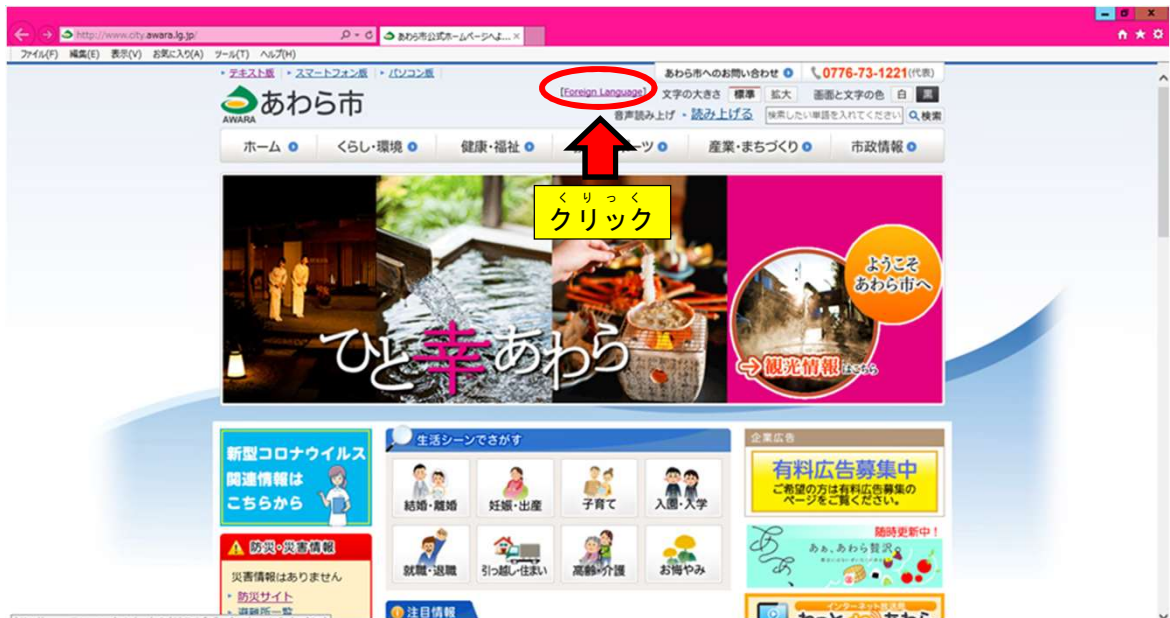 http://www.city.awara.lg.jp/
あわら市公式ホームページへよ...
ファイル(F) 編集(E) 表示(V) お気に入り(A) ツール(T) ヘルプ(H)
テキスト版 スマートフォン版 パソコン版
あわら市へのお問い合わせ 0776-73-1221(代表)
[Foreign Language] 文字の大きさ 標準 拡大 画面と文字の色 白 黒
あわら市
AWARA
音声読み上げ 読み上げる 検索したい単語を入れてください 検索
ホーム くらし・環境 健康・福祉 ーツ 産業・まちづくり 市政情報
くりっく
クリック
ようこそ
あわら市へ
ひと幸あわら
観光情報はこちら
新型コロナウイルス
関連情報は
こちらから
生活シーンでさがす
結婚・離婚 妊娠・出産 子育て 入園・入学
就職・退職 引っ越し・住まい 高齢・介護 お悔やみ
注目情報
防災・災害情報
災害情報はありません
防災サイト
避難所一覧
企業広告
有料広告募集中
ご希望の方は有料広告募集の
ページをご覧ください。
随時更新中!
あぁ、あわら贅沢。
インターネット放送局